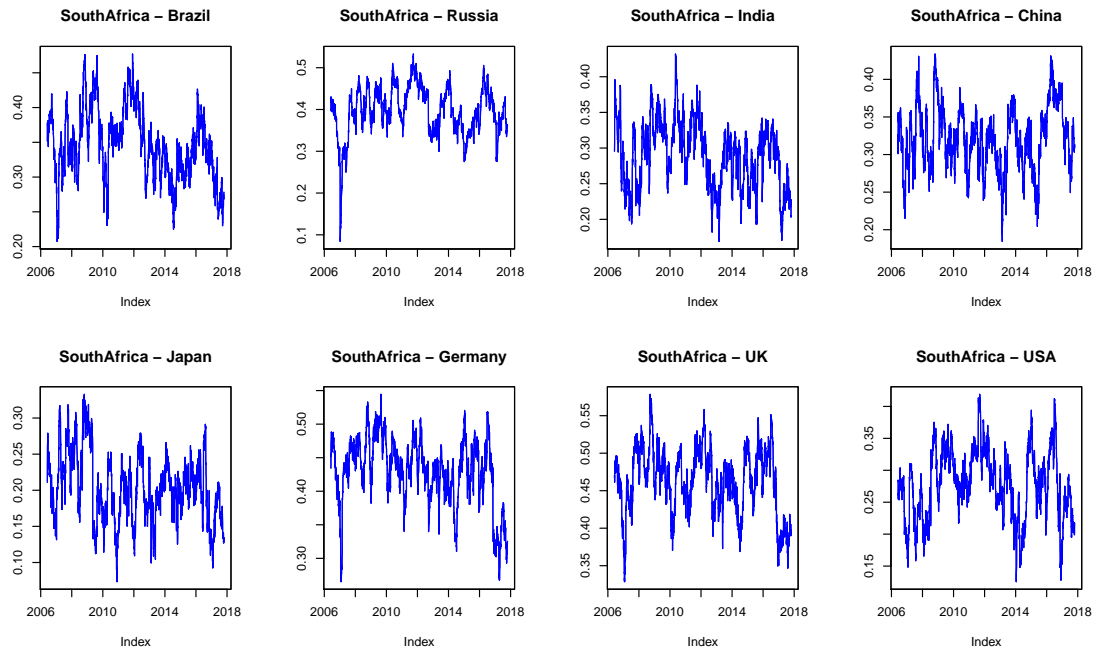 SouthAfrica − Brazil
0.20 0.30 0.40
2006 2010 2014 2018
Index
SouthAfrica − Russia
0.1 0.2 0.3 0.4 0.5
2006 2010 2014 2018
Index
SouthAfrica − India
0.20 0.25 0.30 0.35 0.40
2006 2010 2014 2018
Index
SouthAfrica − China
0.20 0.25 0.30 0.35 0.40
2006 2010 2014 2018
Index
SouthAfrica − Japan
0.10 0.15 0.20 0.25 0.30
2006 2010 2014 2018
Index
SouthAfrica − Germany
0.30 0.40 0.50
2006 2010 2014 2018
Index
SouthAfrica − UK
0.35 0.40 0.45 0.50 0.55
2006 2010 2014 2018
Index
SouthAfrica − USA
0.15 0.25 0.35
2006 2010 2014 2018
Index